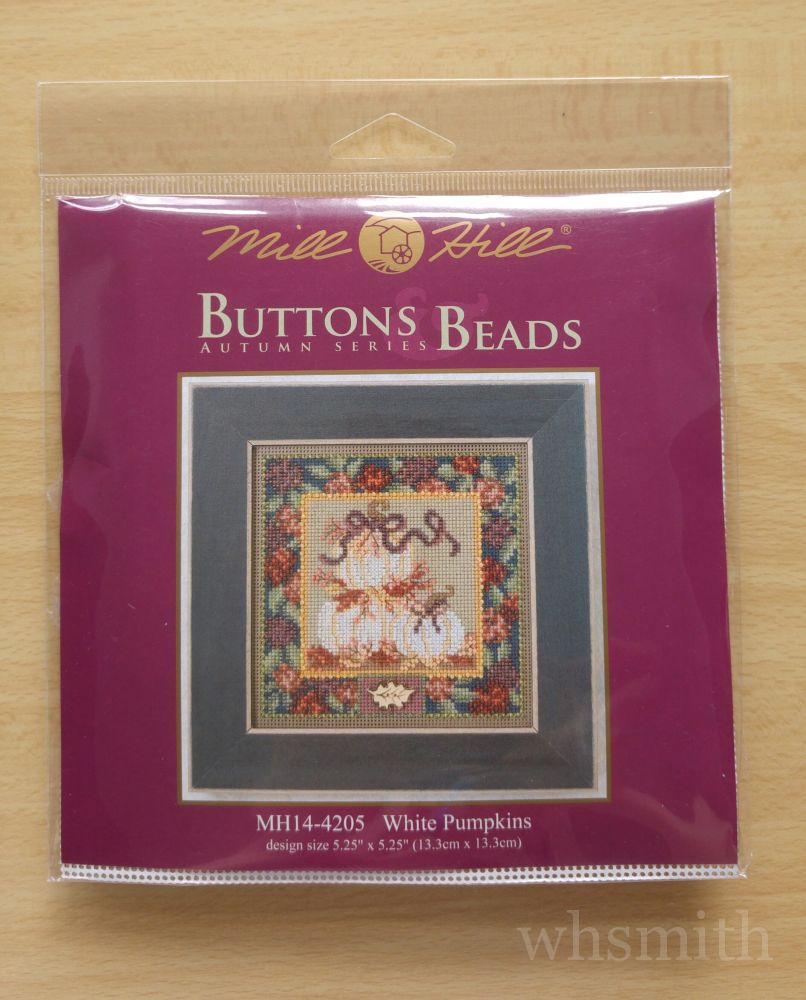 Mill Hill®
BUTTONS & BEADS
AUTUMN SERIES
MH14-4205 White Pumpkins
design size 5.25" x 5.25" (13.3cm x 13.3cm)
whsmith